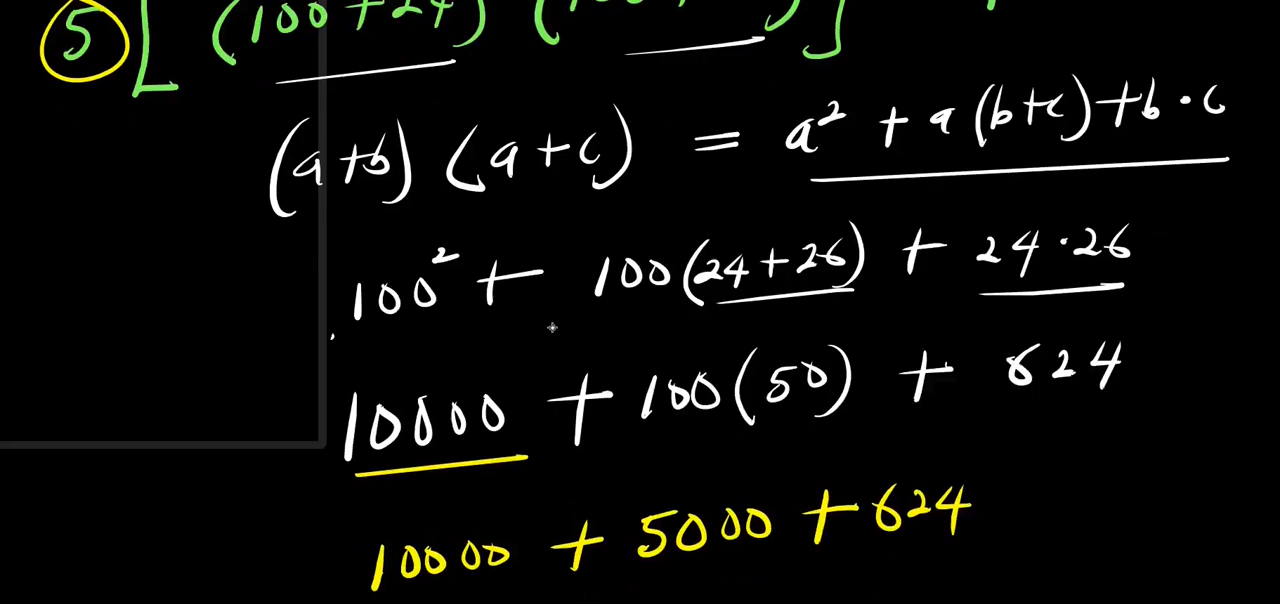 5 [ (100 + 24) (100
(a + b) (a + c) = a² + a(b + c) + b · c
100² + 100(24 + 26) + 24 · 26
10000 + 100(50) + 624
10000 + 5000 + 624